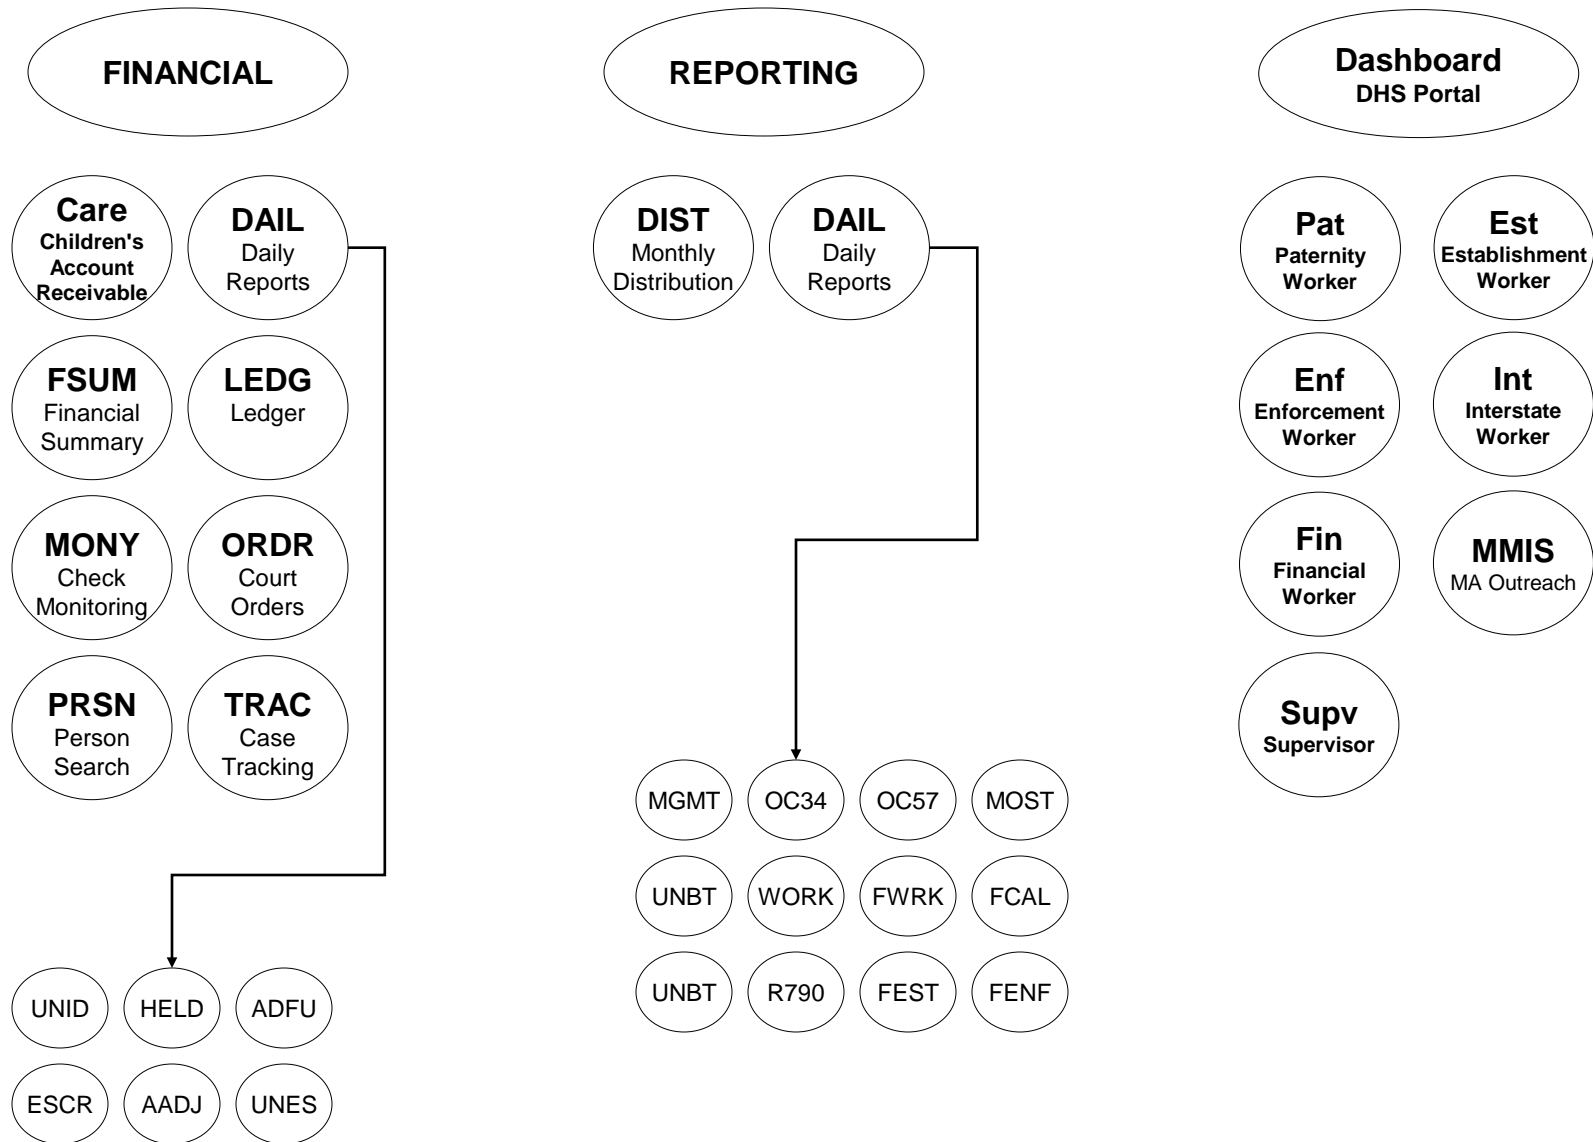 FINANCIAL
Care
Children's
Account
Receivable
DAIL
Daily
Reports
FSUM
Financial
Summary
LEDG
Ledger
MONY
Check
Monitoring
ORDR
Court
Orders
PRSN
Person
Search
TRAC
Case
Tracking
UNID
HELD
ADFU
ESCR
AADJ
UNES
REPORTING
DIST
Monthly
Distribution
DAIL
Daily
Reports
MGMT
OC34
OC57
MOST
UNBT
WORK
FWRK
FCAL
UNBT
R790
FEST
FENF
Dashboard
DHS Portal
Pat
Paternity
Worker
Est
Establishment
Worker
Enf
Enforcement
Worker
Int
Interstate
Worker
Fin
Financial
Worker
MMIS
MA Outreach
Supv
Supervisor